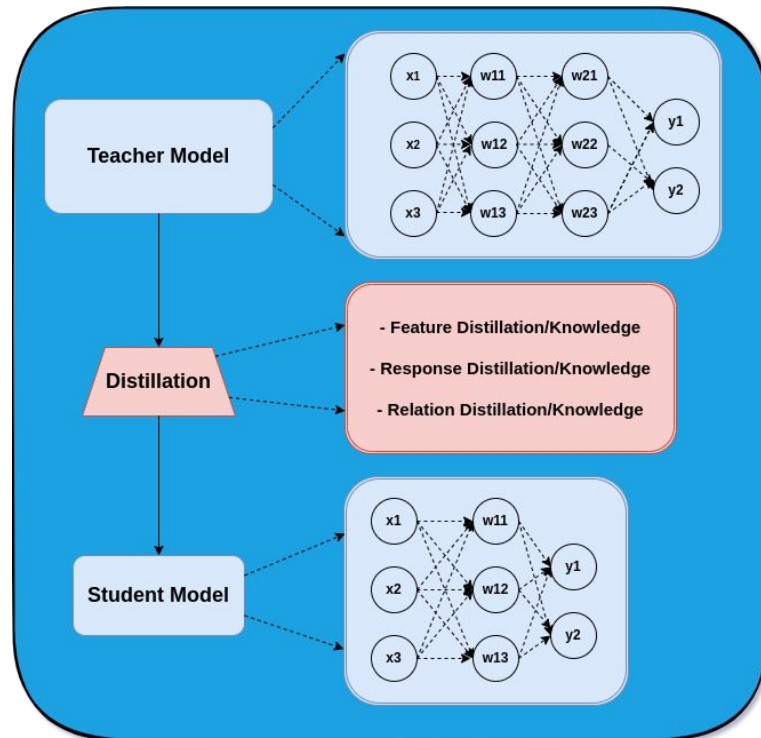 Teacher Model
x1 w11 w21
y1
x2 w12 w22
y2
x3 w13 w23
Distillation
- Feature Distillation/Knowledge
- Response Distillation/Knowledge
- Relation Distillation/Knowledge
Student Model
x1 w11
y1
x2 w12
y2
x3 w13